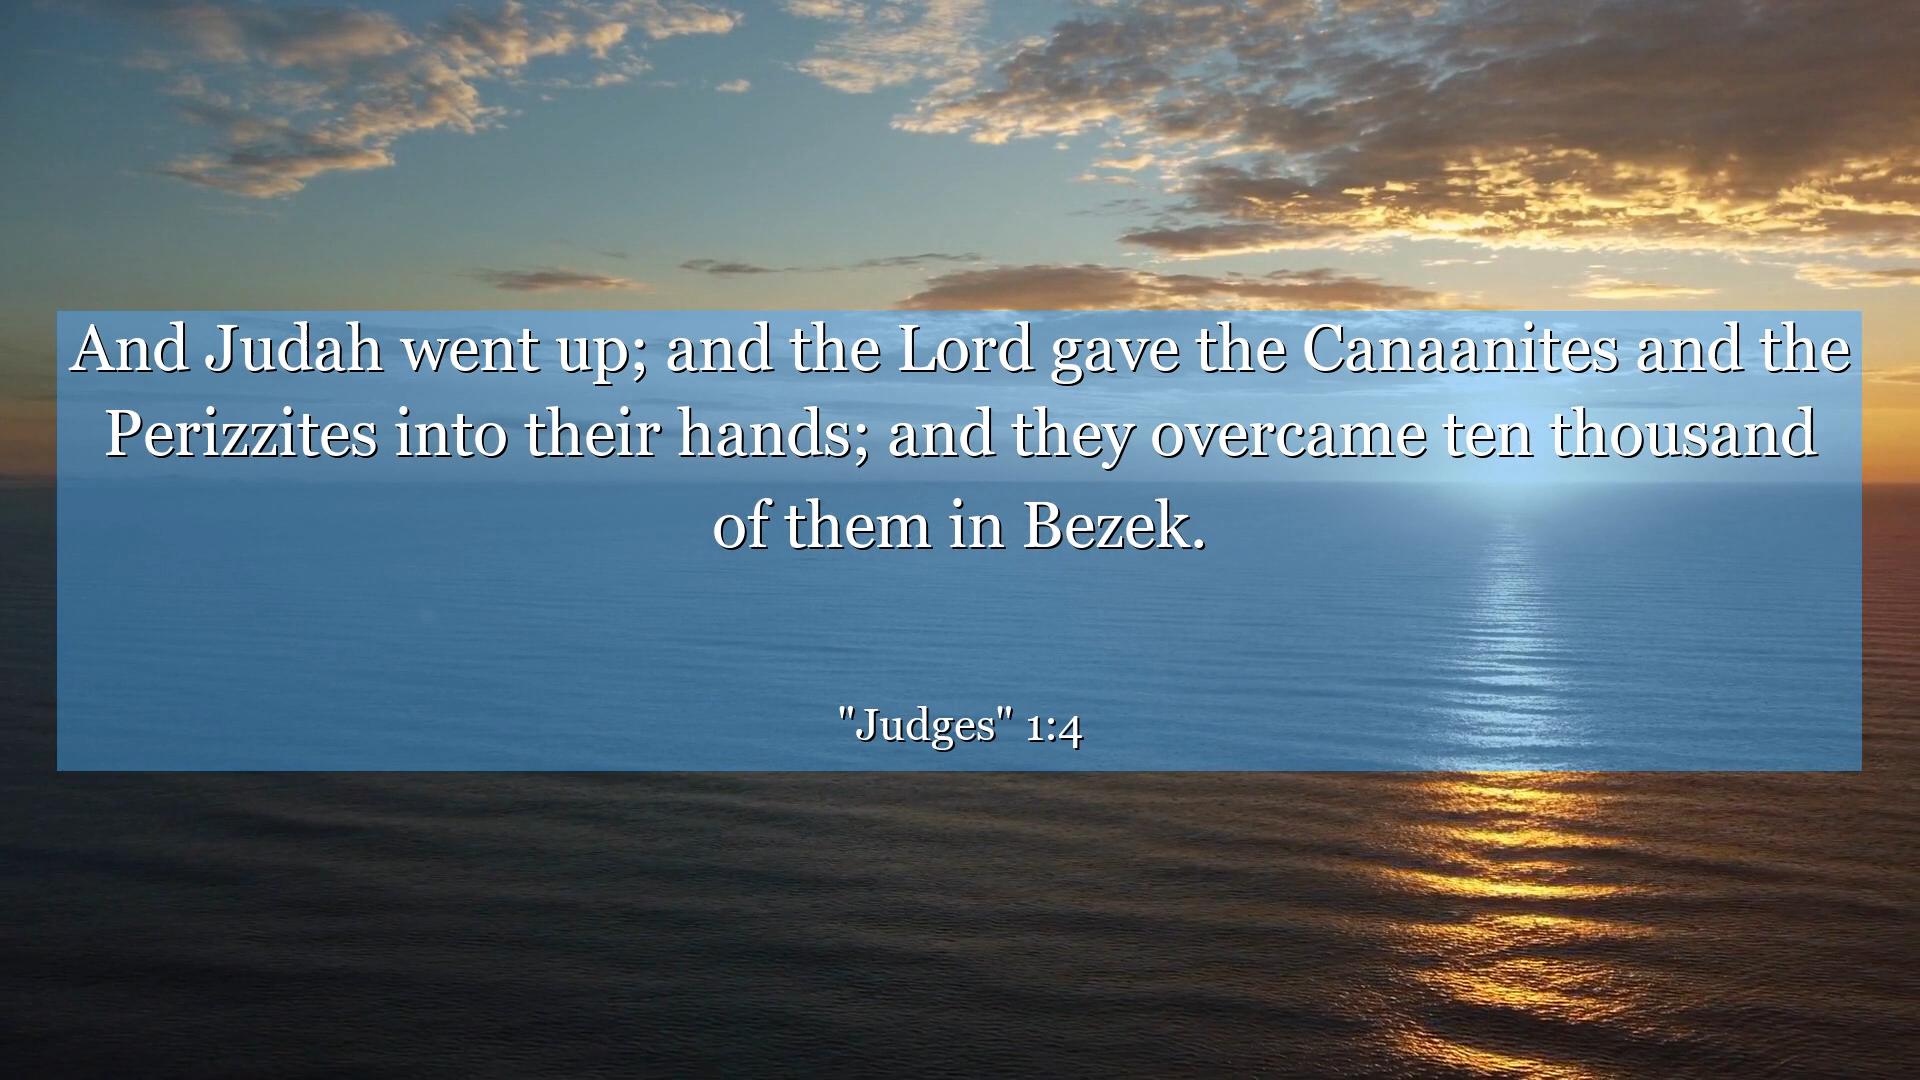 And Judah went up; and the Lord gave the Canaanites and the
Perizzites into their hands; and they overcame ten thousand
of them in Bezek.
"Judges" 1:4